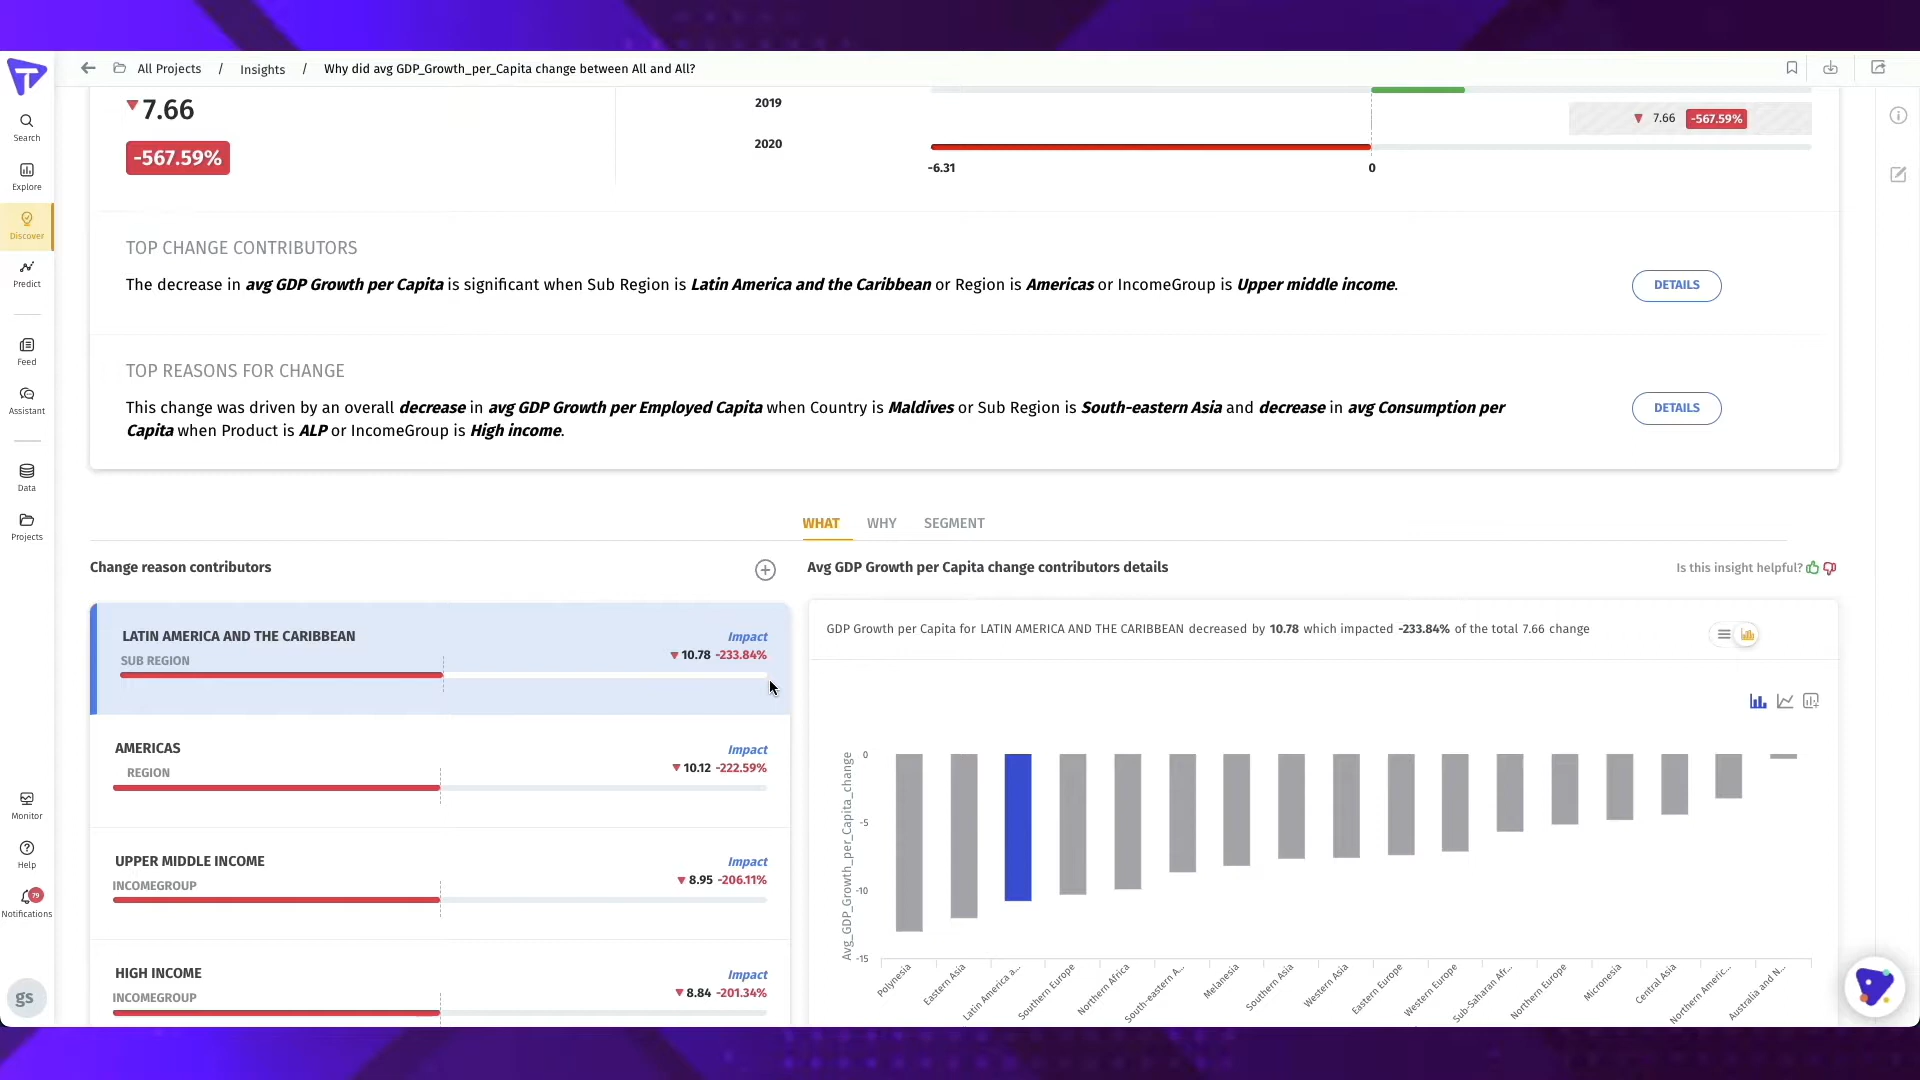 All Projects / Insights / Why did avg GDP_Growth_per_Capita change between All and All?
Search
Explore
Discover
Predict
Feed
Assistant
Data
Projects
Monitor
Help
79
Notifications
gs
7.66
-567.59%
2019
7.66 -567.59%
2020
-6.31
0
TOP CHANGE CONTRIBUTORS
The decrease in avg GDP Growth per Capita is significant when Sub Region is Latin America and the Caribbean or Region is Americas or IncomeGroup is Upper middle income.
DETAILS
TOP REASONS FOR CHANGE
This change was driven by an overall decrease in avg GDP Growth per Employed Capita when Country is Maldives or Sub Region is South-eastern Asia and decrease in avg Consumption per
Capita when Product is ALP or IncomeGroup is High income.
DETAILS
WHAT
WHY
SEGMENT
Change reason contributors
LATIN AMERICA AND THE CARIBBEAN
Impact
SUB REGION
10.78 -233.84%
AMERICAS
Impact
REGION
10.12 -222.59%
UPPER MIDDLE INCOME
Impact
INCOMEGROUP
8.95 -206.11%
HIGH INCOME
Impact
INCOMEGROUP
8.84 -201.34%
Avg GDP Growth per Capita change contributors details
Is this insight helpful?
GDP Growth per Capita for LATIN AMERICA AND THE CARIBBEAN decreased by 10.78 which impacted -233.84% of the total 7.66 change
Avg_GDP_Growth_per_Capita_change
0
-5
-10
-15
Polynesia
Eastern Asia
Latin America a...
Southern Europe
Northern Africa
South-eastern A...
Melanesia
Southern Asia
Western Asia
Eastern Europe
Western Europe
Sub-Saharan Afr...
Northern Europe
Micronesia
Central Asia
Northern Americ...
Australia and N...